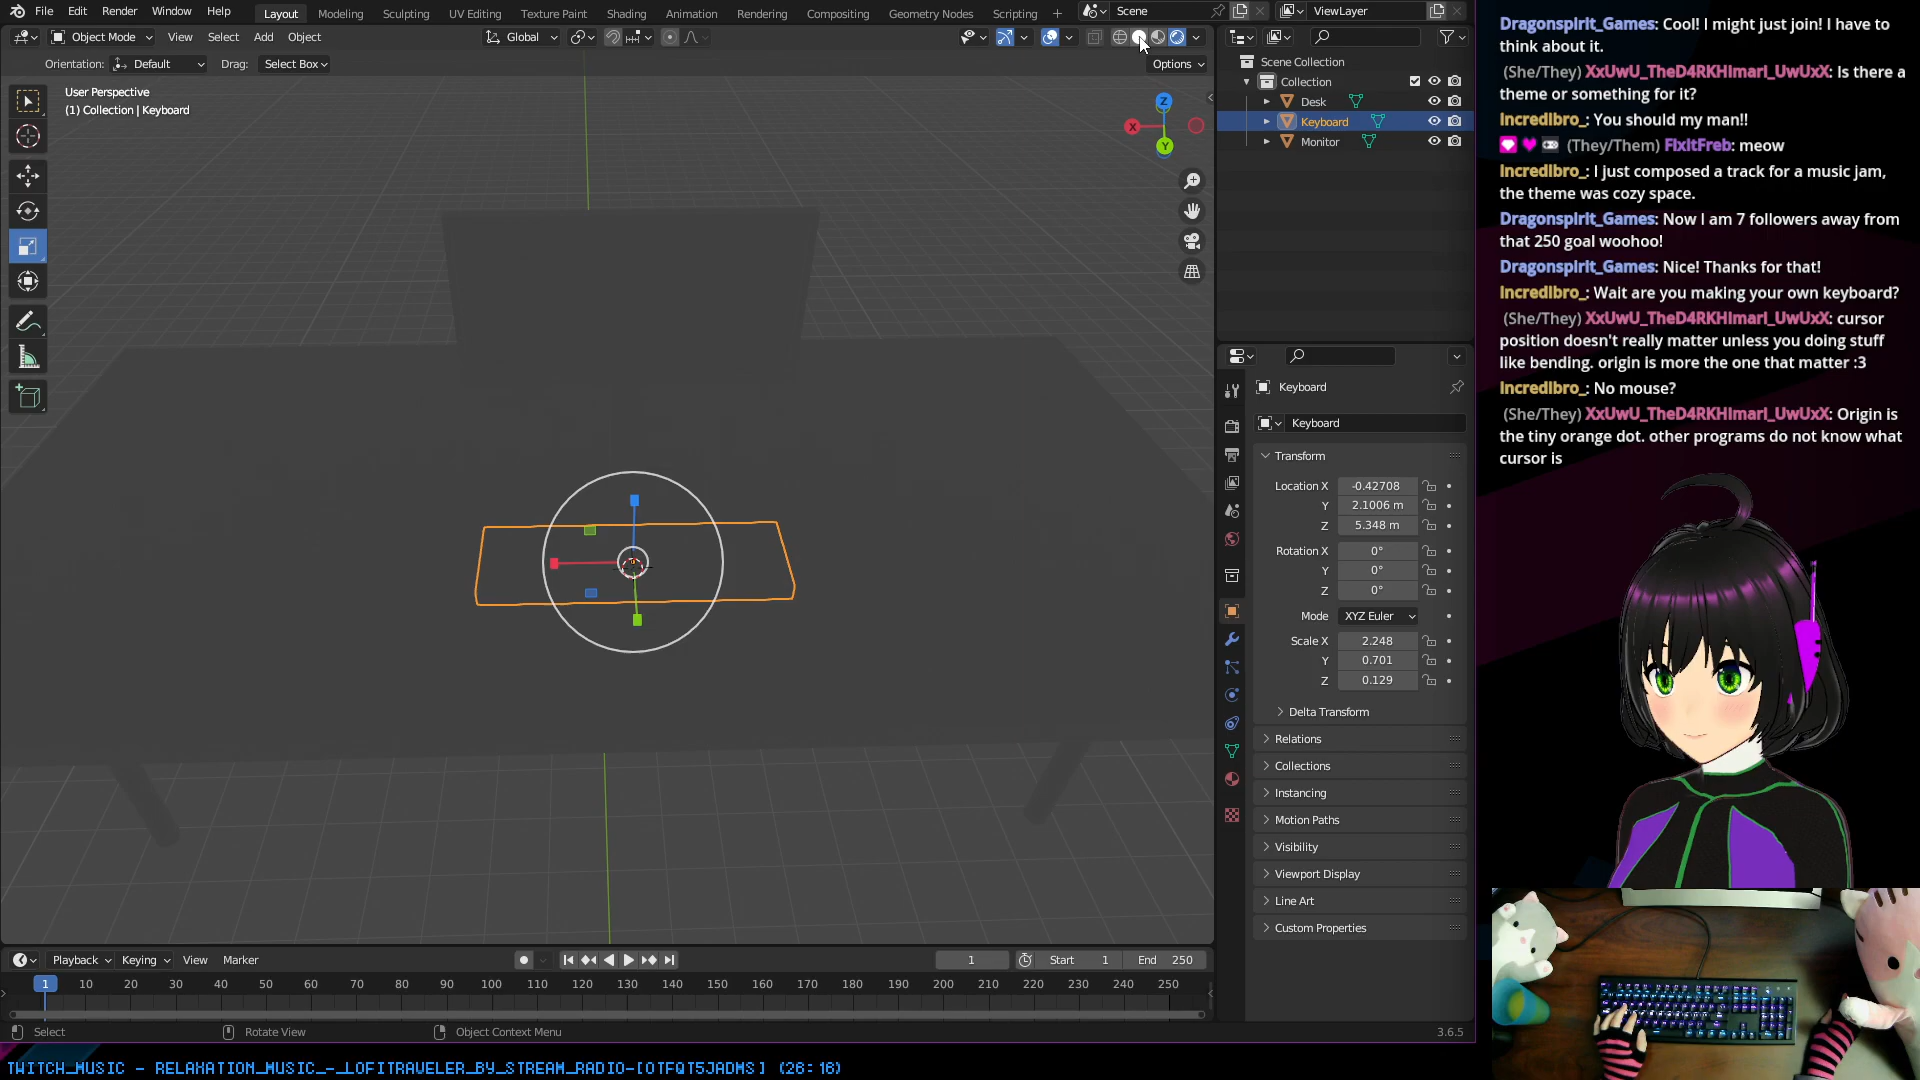 File Edit Render Window Help
Layout Modeling Sculpting UV Editing Texture Paint Shading Animation Rendering Compositing Geometry Nodes Scripting +
Scene
ViewLayer
Object Mode View Select Add Object
Global
Orientation: Default Drag: Select Box
Options
User Perspective
(1) Collection | Keyboard
Z
X
Y
Scene Collection
Collection
Desk
Keyboard
Monitor
Keyboard
Keyboard
Transform
Location X -0.42708
Y 2.1006 m
Z 5.348 m
Rotation X 0°
Y 0°
Z 0°
Mode XYZ Euler
Scale X 2.248
Y 0.701
Z 0.129
Delta Transform
Relations
Collections
Instancing
Motion Paths
Visibility
Viewport Display
Line Art
Custom Properties
Playback Keying View Marker
1 Start 1 End 250
1 10 20 30 40 50 60 70 80 90 100 110 120 130 140 150 160 170 180 190 200 210 220 230 240 250
Select Rotate View Object Context Menu
3.6.5
Dragonspirit_Games: Cool! I might just join! I have to
think about it.
(She/They) XxUwU_TheD4RKHImarI_UwUxX: Is there a
theme or something for it?
IncredIbro_: You should my man!!
(They/Them) FIxItFreb: meow
IncredIbro_: I just composed a track for a music jam,
the theme was cozy space.
Dragonspirit_Games: Now I am 7 followers away from
that 250 goal woohoo!
Dragonspirit_Games: Nice! Thanks for that!
IncredIbro_: Wait are you making your own keyboard?
(She/They) XxUwU_TheD4RKHImarI_UwUxX: cursor
position doesn't really matter unless you doing stuff
like bending. origin is more the one that matter :3
IncredIbro_: No mouse?
(She/They) XxUwU_TheD4RKHImarI_UwUxX: Origin is
the tiny orange dot. other programs do not know what
cursor is
TWITCH_MUSIC - RELAXATION_MUSIC_-_LOFITRAVELER_BY_STREAM_RADIO-[OTFQT5JADMS] (26:16)